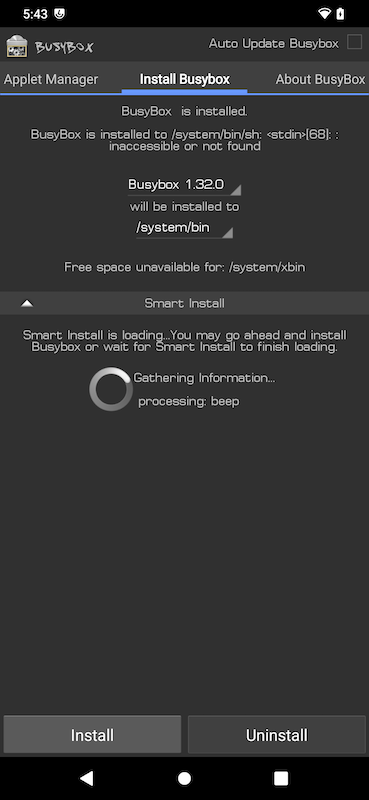 5:43
BUSYBOX
Auto Update Busybox
Applet Manager
Install Busybox
About BusyBox
BusyBox  is installed.
BusyBox is installed to /system/bin/sh: <stdin>[68]: :
inaccessible or not found
Busybox 1.32.0
will be installed to
/system/bin
Free space unavailable for: /system/xbin
Smart Install
Smart Install is loading...You may go ahead and install
Busybox or wait for Smart Install to finish loading.
Gathering Information...
processing: beep
Install
Uninstall